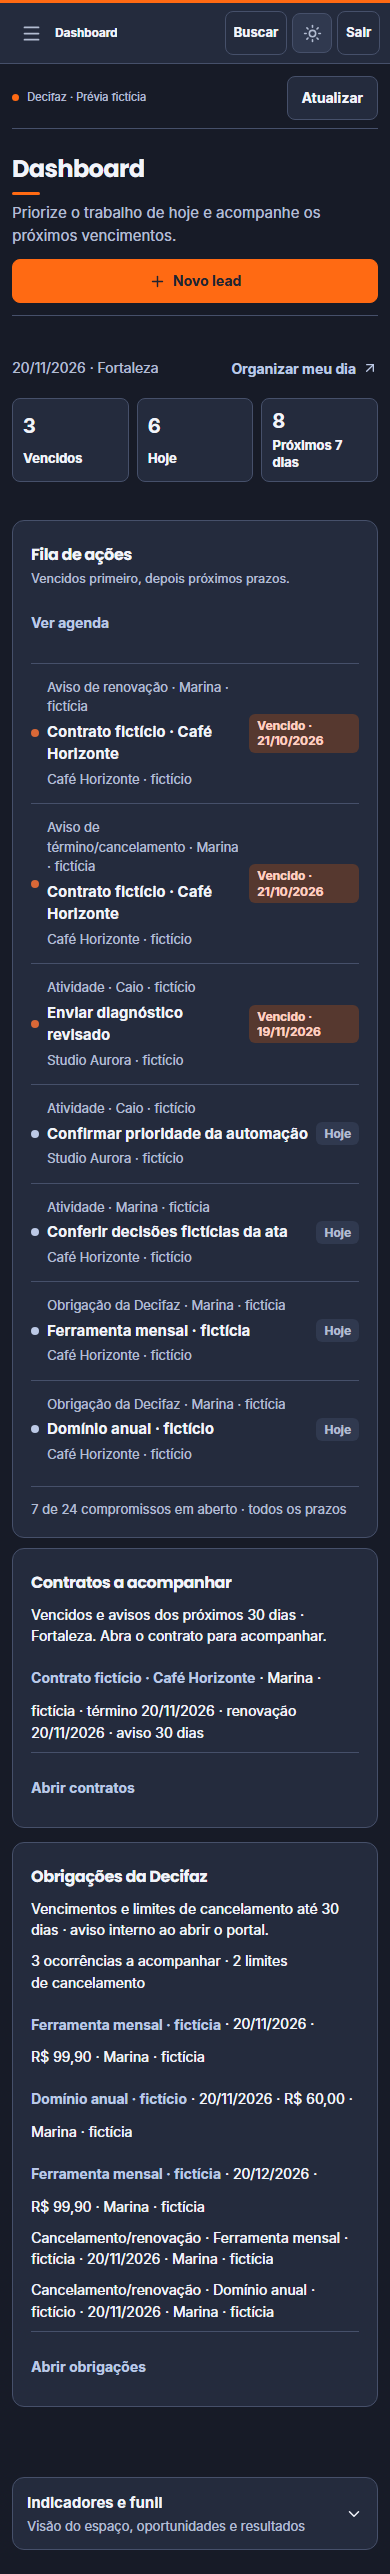 Dashboard
Buscar
Sair
Decifaz · Prévia fictícia
Atualizar
Dashboard
Priorize o trabalho de hoje e acompanhe os
próximos vencimentos.
+ Novo lead
20/11/2026 · Fortaleza
Organizar meu dia
3
Vencidos
6
Hoje
8
Próximos 7
dias
Fila de ações
Vencidos primeiro, depois próximos prazos.
Ver agenda
Aviso de renovação · Marina ·
fictícia
Contrato fictício · Café
Horizonte
Café Horizonte · fictício
Vencido ·
21/10/2026
Aviso de
término/cancelamento · Marina
· fictícia
Contrato fictício · Café
Horizonte
Café Horizonte · fictício
Vencido ·
21/10/2026
Atividade · Caio · fictício
Enviar diagnóstico
revisado
Studio Aurora · fictício
Vencido ·
19/11/2026
Atividade · Caio · fictício
Confirmar prioridade da automação
Studio Aurora · fictício
Hoje
Atividade · Marina · fictícia
Conferir decisões fictícias da ata
Café Horizonte · fictício
Hoje
Obrigação da Decifaz · Marina · fictícia
Ferramenta mensal · fictícia
Café Horizonte · fictício
Hoje
Obrigação da Decifaz · Marina · fictícia
Domínio anual · fictício
Café Horizonte · fictício
Hoje
7 de 24 compromissos em aberto · todos os prazos
Contratos a acompanhar
Vencidos e avisos dos próximos 30 dias ·
Fortaleza. Abra o contrato para acompanhar.
Contrato fictício · Café Horizonte · Marina ·
fictícia · término 20/11/2026 · renovação
20/11/2026 · aviso 30 dias
Abrir contratos
Obrigações da Decifaz
Vencimentos e limites de cancelamento até 30
dias · aviso interno ao abrir o portal.
3 ocorrências a acompanhar · 2 limites
de cancelamento
Ferramenta mensal · fictícia · 20/11/2026 ·
R$ 99,90 · Marina · fictícia
Domínio anual · fictício · 20/11/2026 · R$ 60,00 ·
Marina · fictícia
Ferramenta mensal · fictícia · 20/12/2026 ·
R$ 99,90 · Marina · fictícia
Cancelamento/renovação · Ferramenta mensal ·
fictícia · 20/11/2026 · Marina · fictícia
Cancelamento/renovação · Domínio anual ·
fictício · 20/11/2026 · Marina · fictícia
Abrir obrigações
Indicadores e funil
Visão do espaço, oportunidades e resultados